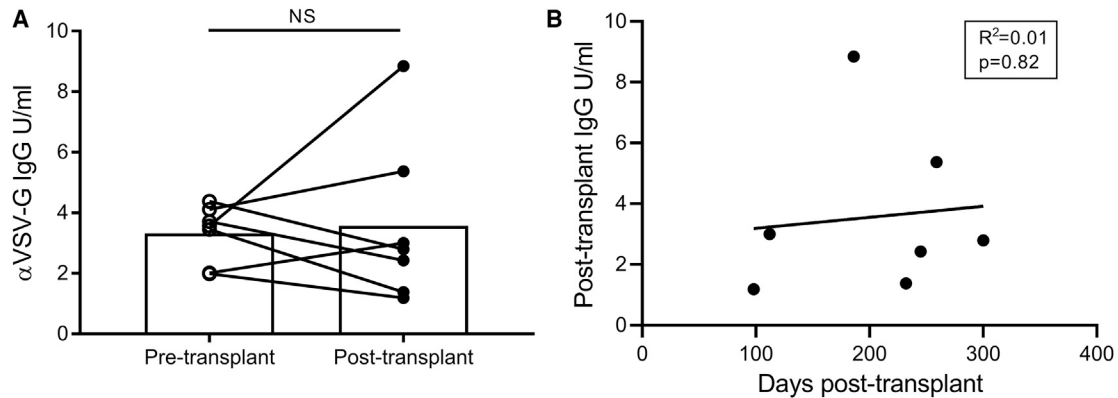 A
NS
αVSV-G IgG U/ml
10
8
6
4
2
0
Pre-transplant
Post-transplant
B
R²=0.01
p=0.82
Post-transplant IgG U/ml
10
8
6
4
2
0
0
100
200
300
400
Days post-transplant